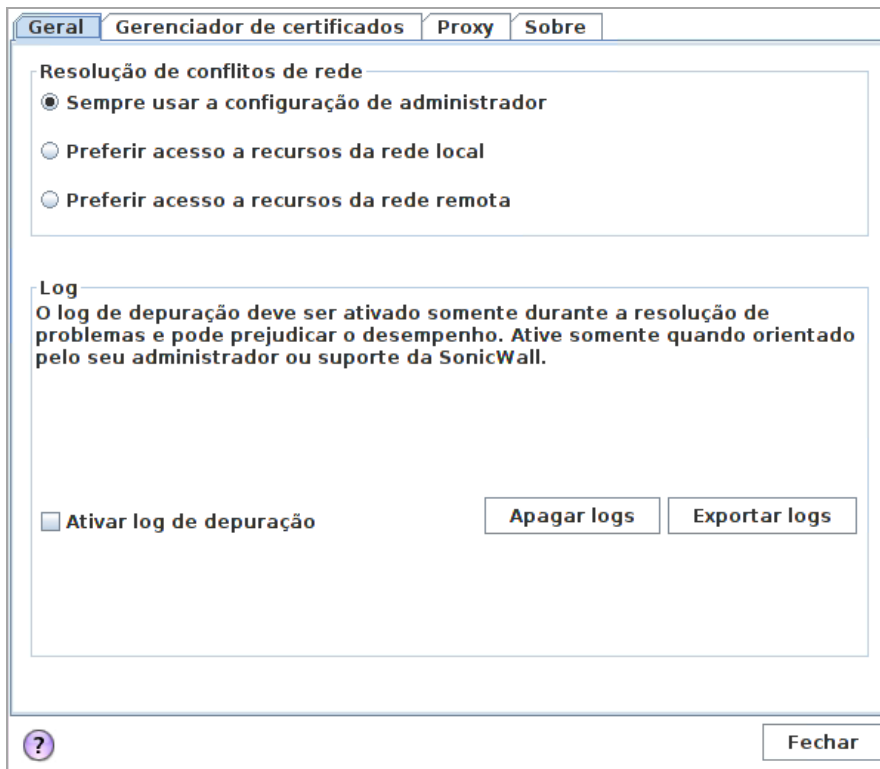 Geral Gerenciador de certificados Proxy Sobre
Resolução de conflitos de rede
Sempre usar a configuração de administrador
Preferir acesso a recursos da rede local
Preferir acesso a recursos da rede remota
Log
O log de depuração deve ser ativado somente durante a resolução de
problemas e pode prejudicar o desempenho. Ative somente quando orientado
pelo seu administrador ou suporte da SonicWall.
Ativar log de depuração Apagar logs Exportar logs
? Fechar